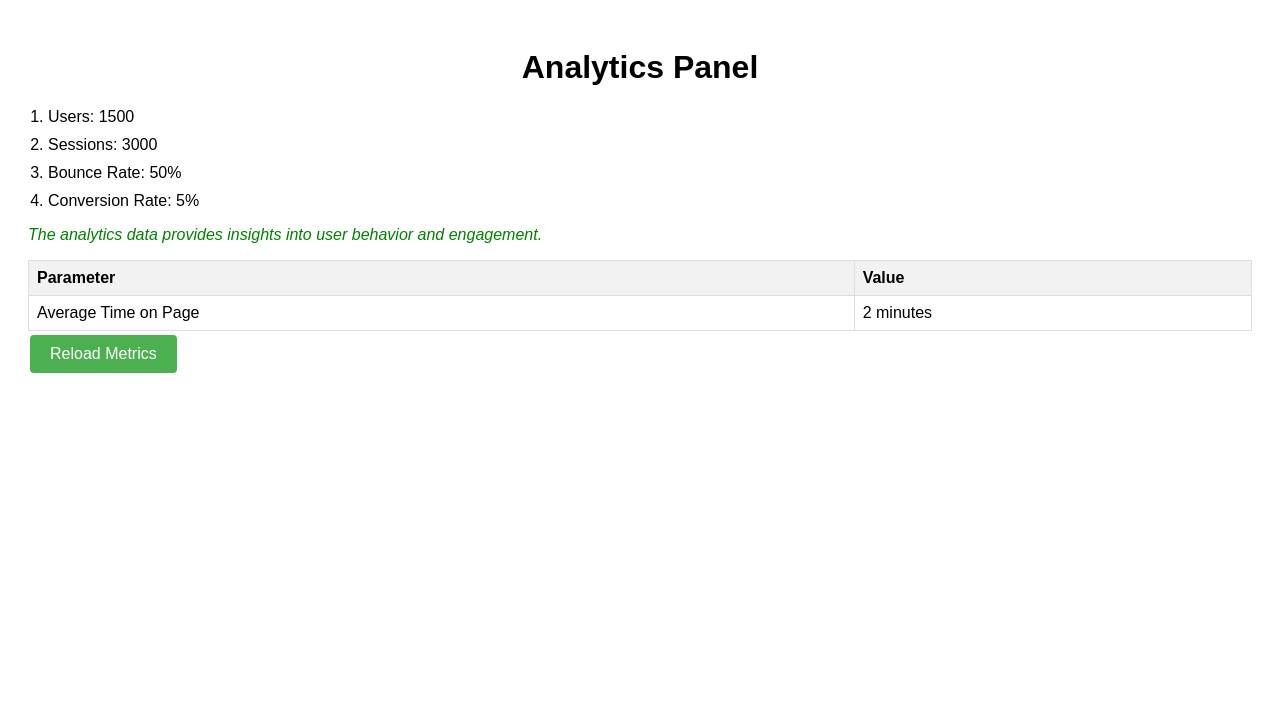 Analytics Panel
1. Users: 1500
2. Sessions: 3000
3. Bounce Rate: 50%
4. Conversion Rate: 5%
The analytics data provides insights into user behavior and engagement.
Parameter Value
Average Time on Page 2 minutes
Reload Metrics